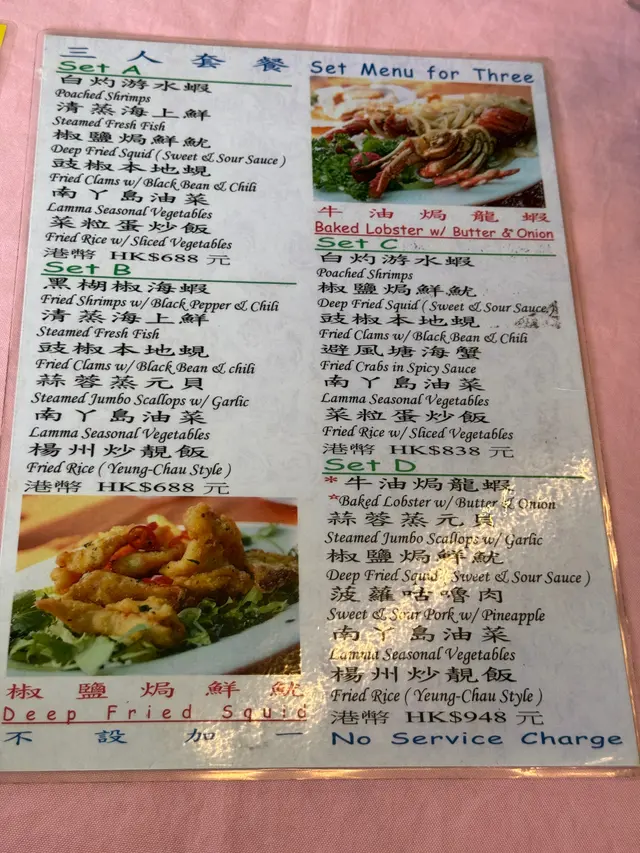 三人套餐 Set Menu for Three
Set A
白灼游水蝦
Poached Shrimps
清蒸海上鮮
Steamed Fresh Fish
椒鹽焗鮮魷
Deep Fried Squid ( Sweet & Sour Sauce )
豉椒本地蜆
Fried Clams w/ Black Bean & Chili
南丫島油菜
Lamma Seasonal Vegetables
菜粒蛋炒飯
Fried Rice w/ Sliced Vegetables
港幣 HK$688 元
Set B
黑糊椒海蝦
Fried Shrimps w/ Black Pepper & Chili
清蒸海上鮮
Steamed Fresh Fish
豉椒本地蜆
Fried Clams w/ Black Bean & chili
蒜蓉蒸元貝
Steamed Jumbo Scallops w/ Garlic
南丫島油菜
Lamma Seasonal Vegetables
楊州炒靚飯
Fried Rice ( Yeung-Chau Style )
港幣 HK$688 元
椒鹽焗鮮魷
Deep Fried Squid
牛油焗龍蝦
Baked Lobster w/ Butter & Onion
Set C
白灼游水蝦
Poached Shrimps
椒鹽焗鮮魷
Deep Fried Squid ( Sweet & Sour Sauce )
豉椒本地蜆
Fried Clams w/ Black Bean & Chili
避風塘海蟹
Fried Crabs in Spicy Sauce
南丫島油菜
Lamma Seasonal Vegetables
菜粒蛋炒飯
Fried Rice w/ Sliced Vegetables
港幣 HK$838 元
Set D
*牛油焗龍蝦
*Baked Lobster w/ Butter & Onion
蒜蓉蒸元貝
Steamed Jumbo Scallops w/ Garlic
椒鹽焗鮮魷
Deep Fried Squid ( Sweet & Sour Sauce )
菠蘿咕嚕肉
Sweet & Sour Pork w/ Pineapple
南丫島油菜
Lamma Seasonal Vegetables
楊州炒靚飯
Fried Rice ( Yeung-Chau Style )
港幣 HK$948 元
不設加一 No Service Charge